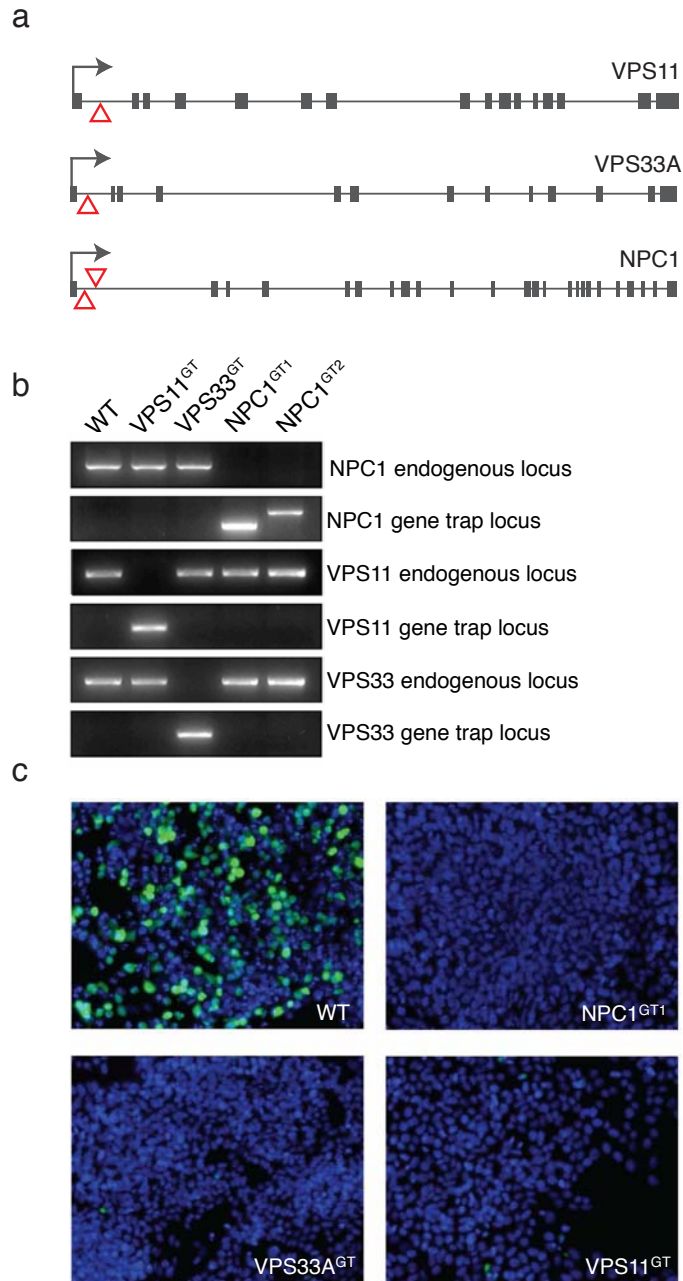 a
VPS11
VPS33A
NPC1
b
WT VPS11GT VPS33GT NPC1GT1 NPC1GT2
NPC1 endogenous locus
NPC1 gene trap locus
VPS11 endogenous locus
VPS11 gene trap locus
VPS33 endogenous locus
VPS33 gene trap locus
c
WT
NPC1GT1
VPS33AGT
VPS11GT